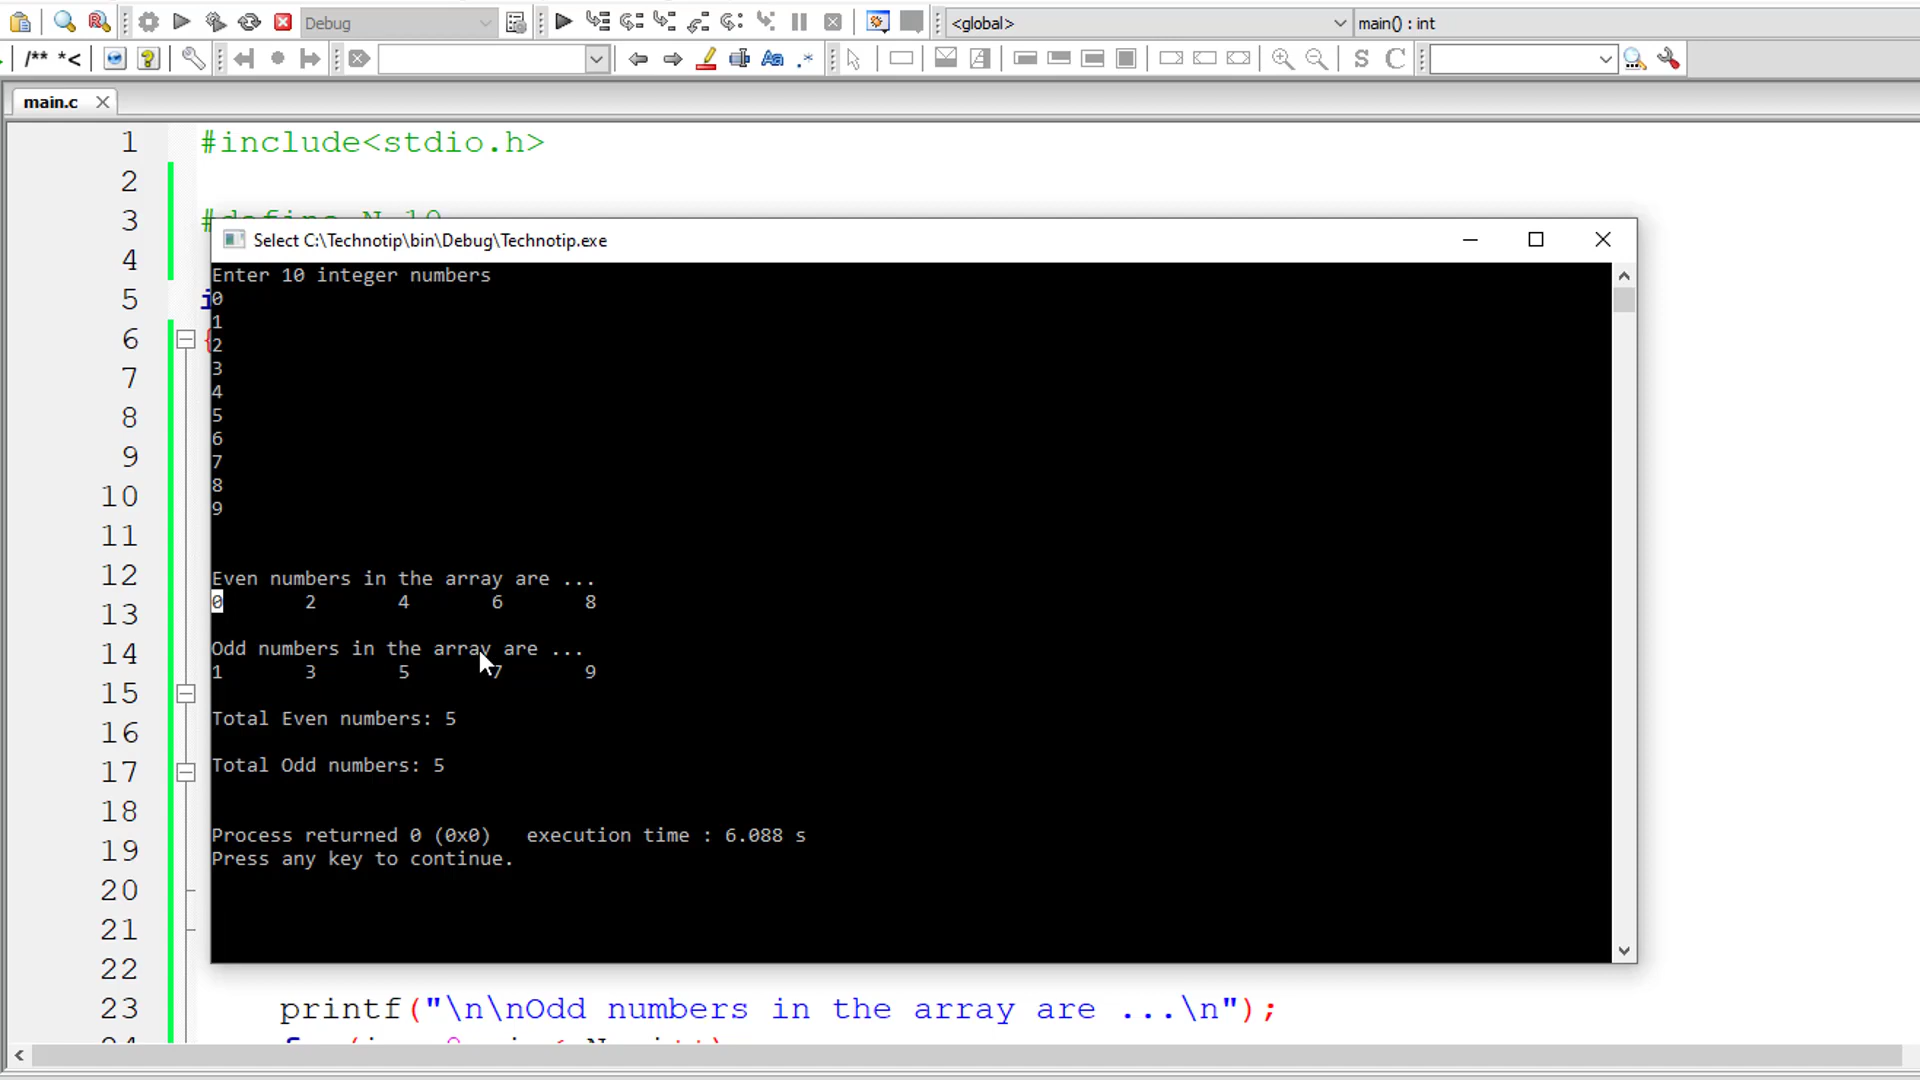 Debug
<global>
main() : int
/** *<
Aa .*
S C
main.c
1 #include<stdio.h>
2
3 #define N 10
4
5
6 {
7
8
9
10
11
12
13
14
15
16
17
18
19
20
21
22
23 printf("\n\nOdd numbers in the array are ...\n");
Select C:\Technotip\bin\Debug\Technotip.exe
Enter 10 integer numbers
0
1
2
3
4
5
6
7
8
9
Even numbers in the array are ...
0 2 4 6 8
Odd numbers in the array are ...
1 3 5 7 9
Total Even numbers: 5
Total Odd numbers: 5
Process returned 0 (0x0) execution time : 6.088 s
Press any key to continue.